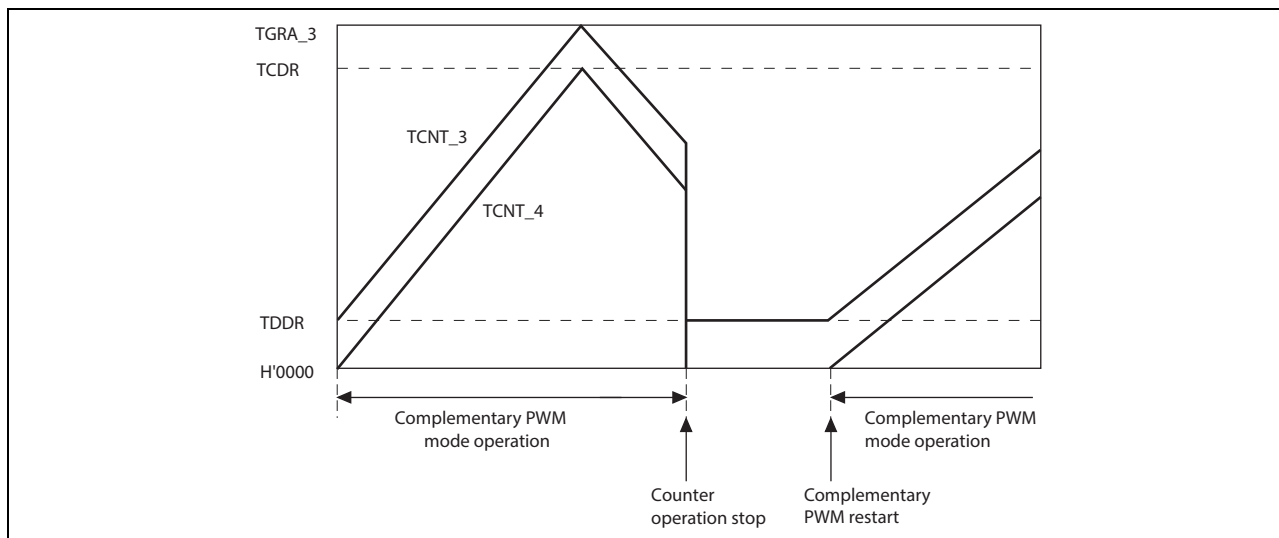 TGRA_3
TCDR
TCNT_3
TCNT_4
TDDR
H'0000
Complementary PWM
mode operation
Complementary PWM
mode operation
Counter
operation stop
Complementary
PWM restart